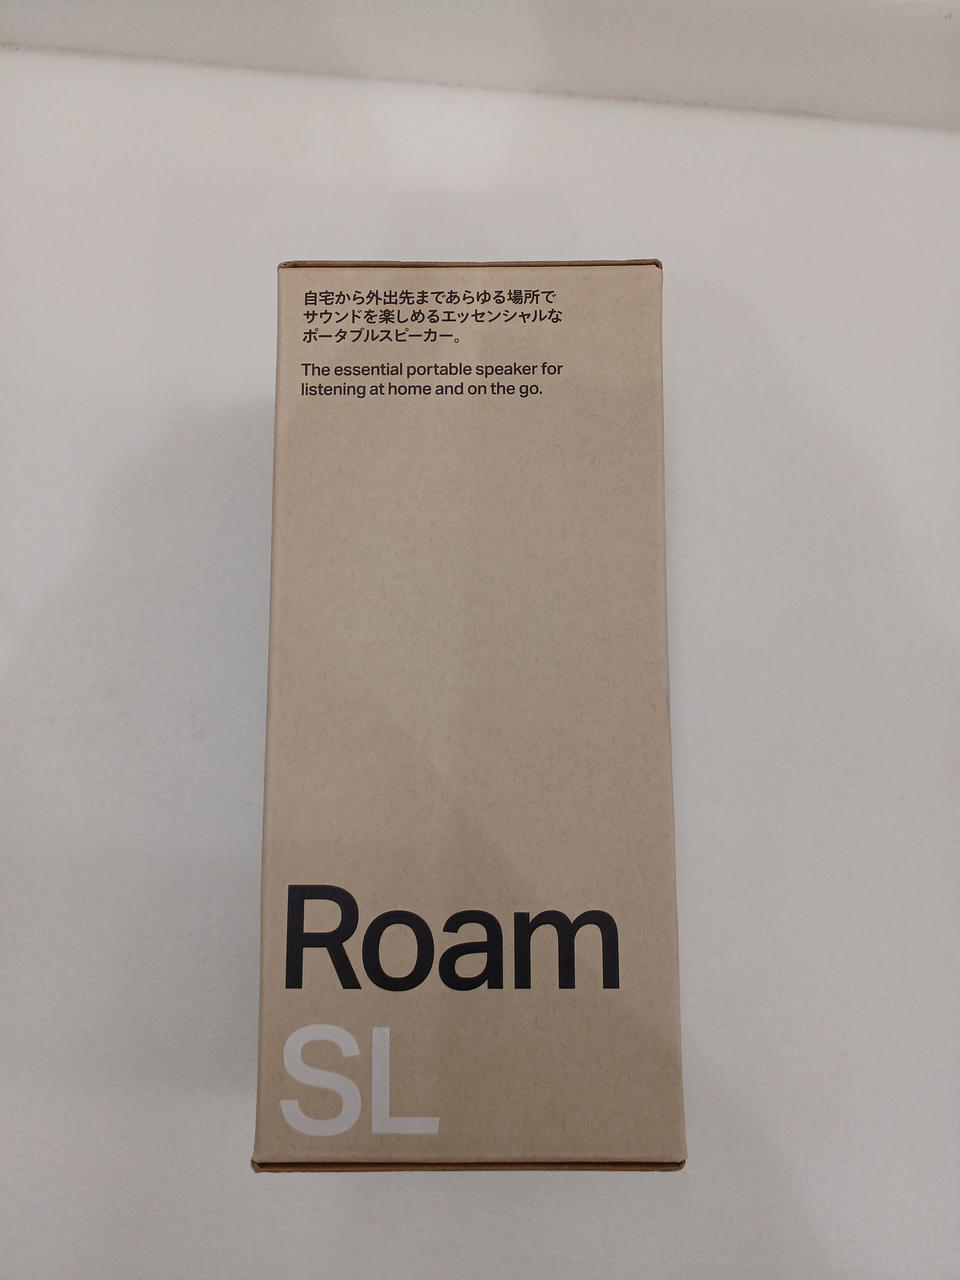 自宅から外出先まであらゆる場所で
サウンドを楽しめるエッセンシャルな
ポータブルスピーカー。
The essential portable speaker for
listening at home and on the go.
Roam
SL